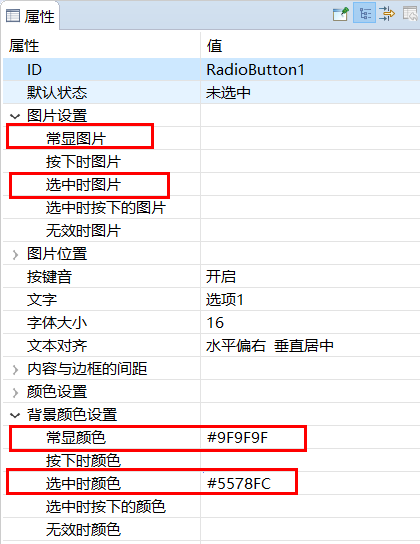 属性
属性 值
ID RadioButton1
默认状态 未选中
图片设置
常显图片
按下时图片
选中时图片
选中时按下的图片
无效时图片
图片位置
按键音 开启
文字 选项1
字体大小 16
文本对齐 水平偏右 垂直居中
内容与边框的间距
颜色设置
背景颜色设置
常显颜色 #9F9F9F
按下时颜色
选中时颜色 #5578FC
选中时按下的颜色
无效时颜色